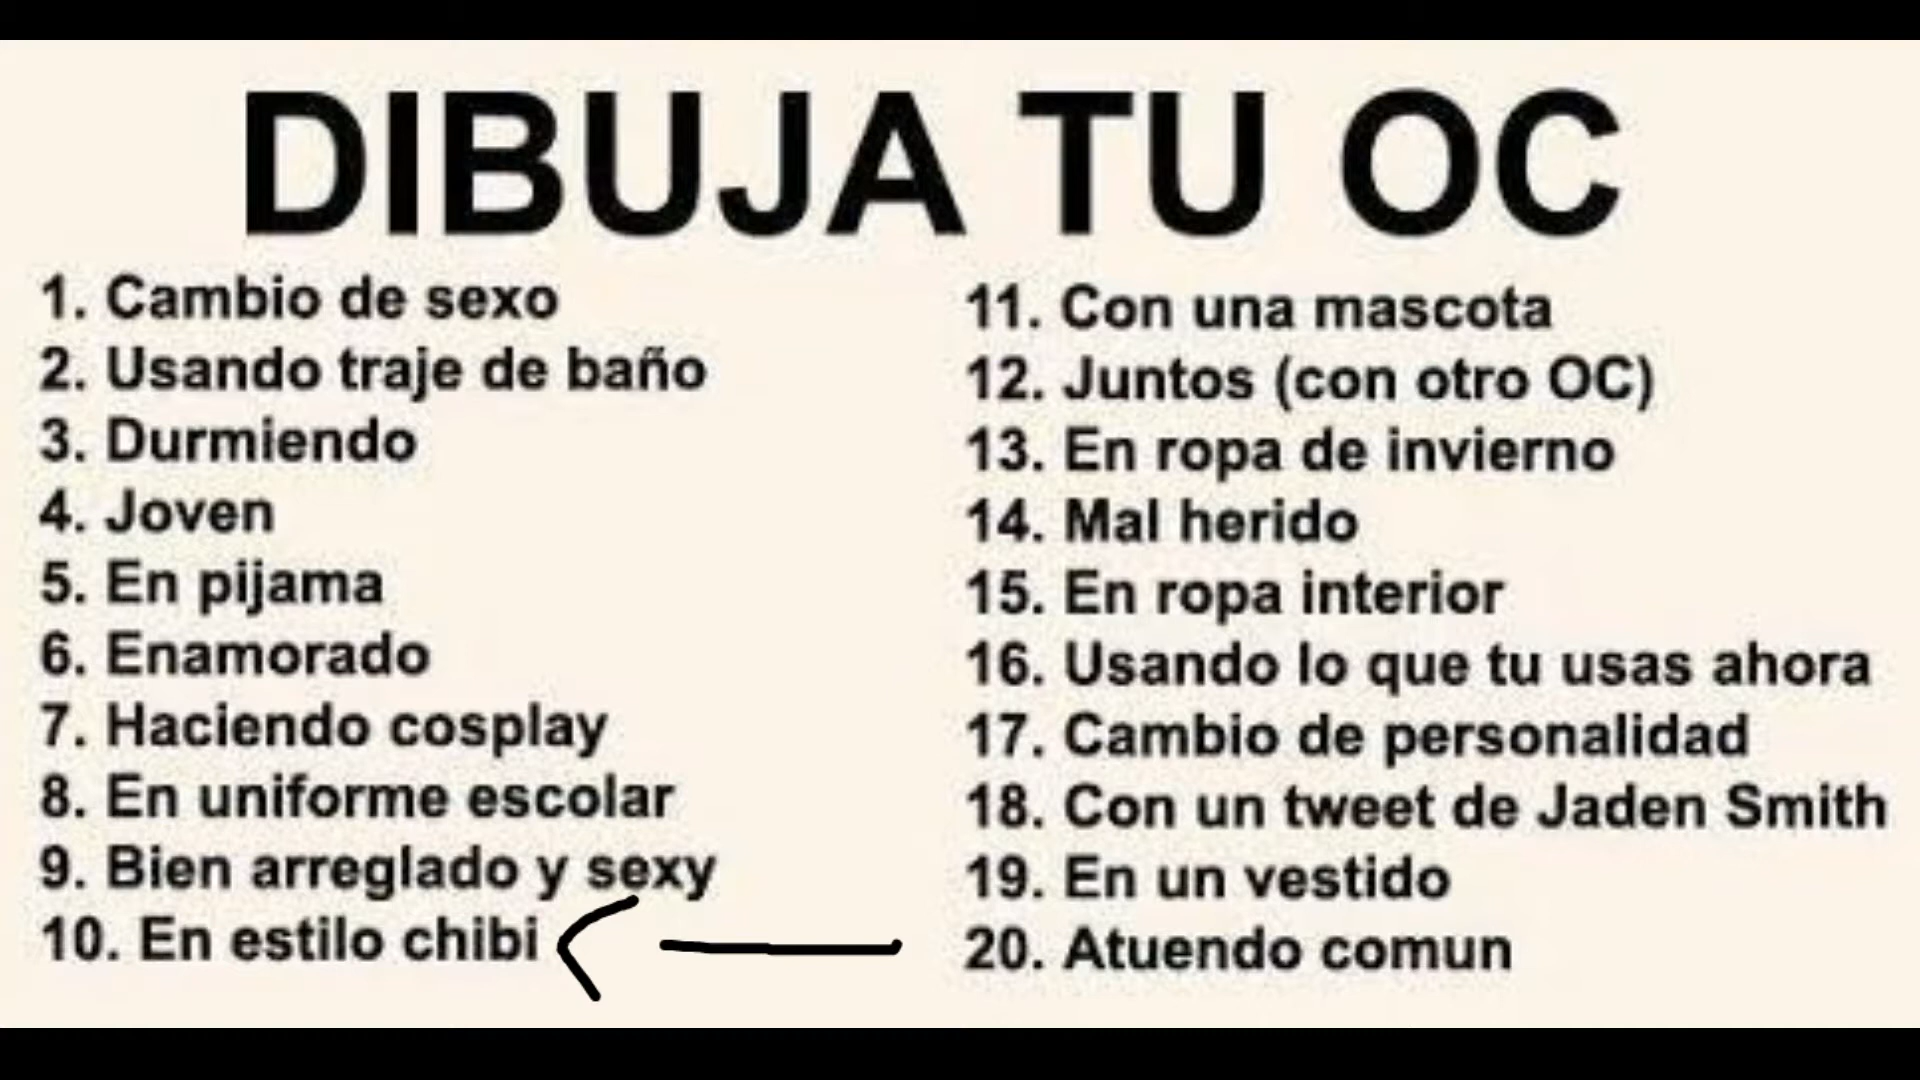 DIBUJA TU OC
1. Cambio de sexo
2. Usando traje de baño
3. Durmiendo
4. Joven
5. En pijama
6. Enamorado
7. Haciendo cosplay
8. En uniforme escolar
9. Bien arreglado y sexy
10. En estilo chibi
11. Con una mascota
12. Juntos (con otro OC)
13. En ropa de invierno
14. Mal herido
15. En ropa interior
16. Usando lo que tu usas ahora
17. Cambio de personalidad
18. Con un tweet de Jaden Smith
19. En un vestido
20. Atuendo comun